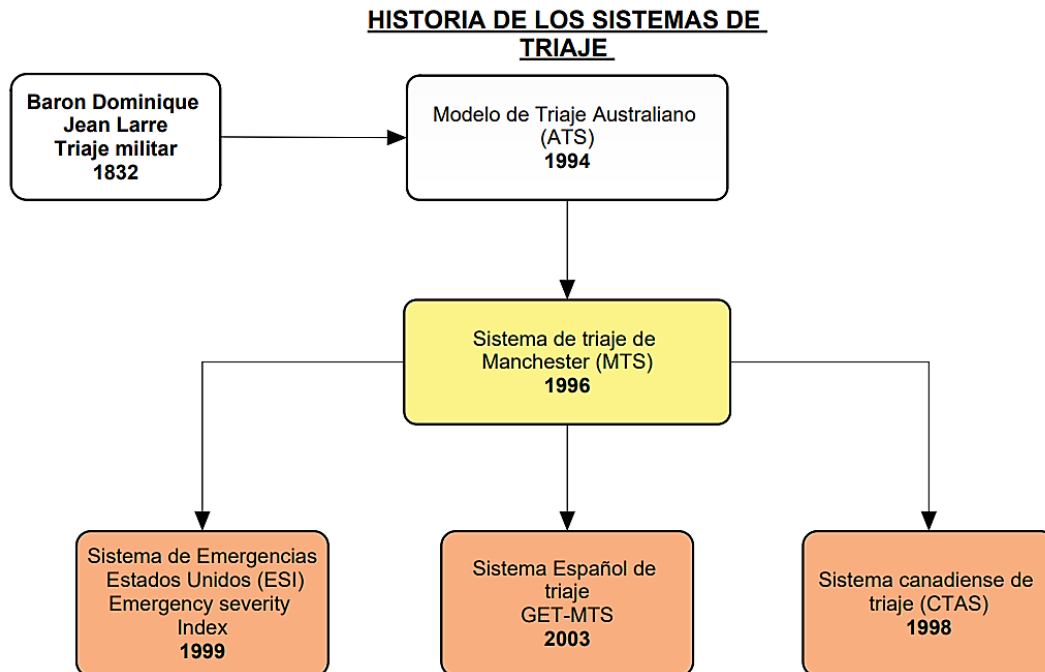 HISTORIA DE LOS SISTEMAS DE
TRIAJE
Baron Dominique
Jean Larre
Triaje militar
1832
Modelo de Triaje Australiano
(ATS)
1994
Sistema de triaje de
Manchester (MTS)
1996
Sistema de Emergencias
Estados Unidos (ESI)
Emergency severity
Index
1999
Sistema Español de
triaje
GET-MTS
2003
Sistema canadiense de
triaje (CTAS)
1998